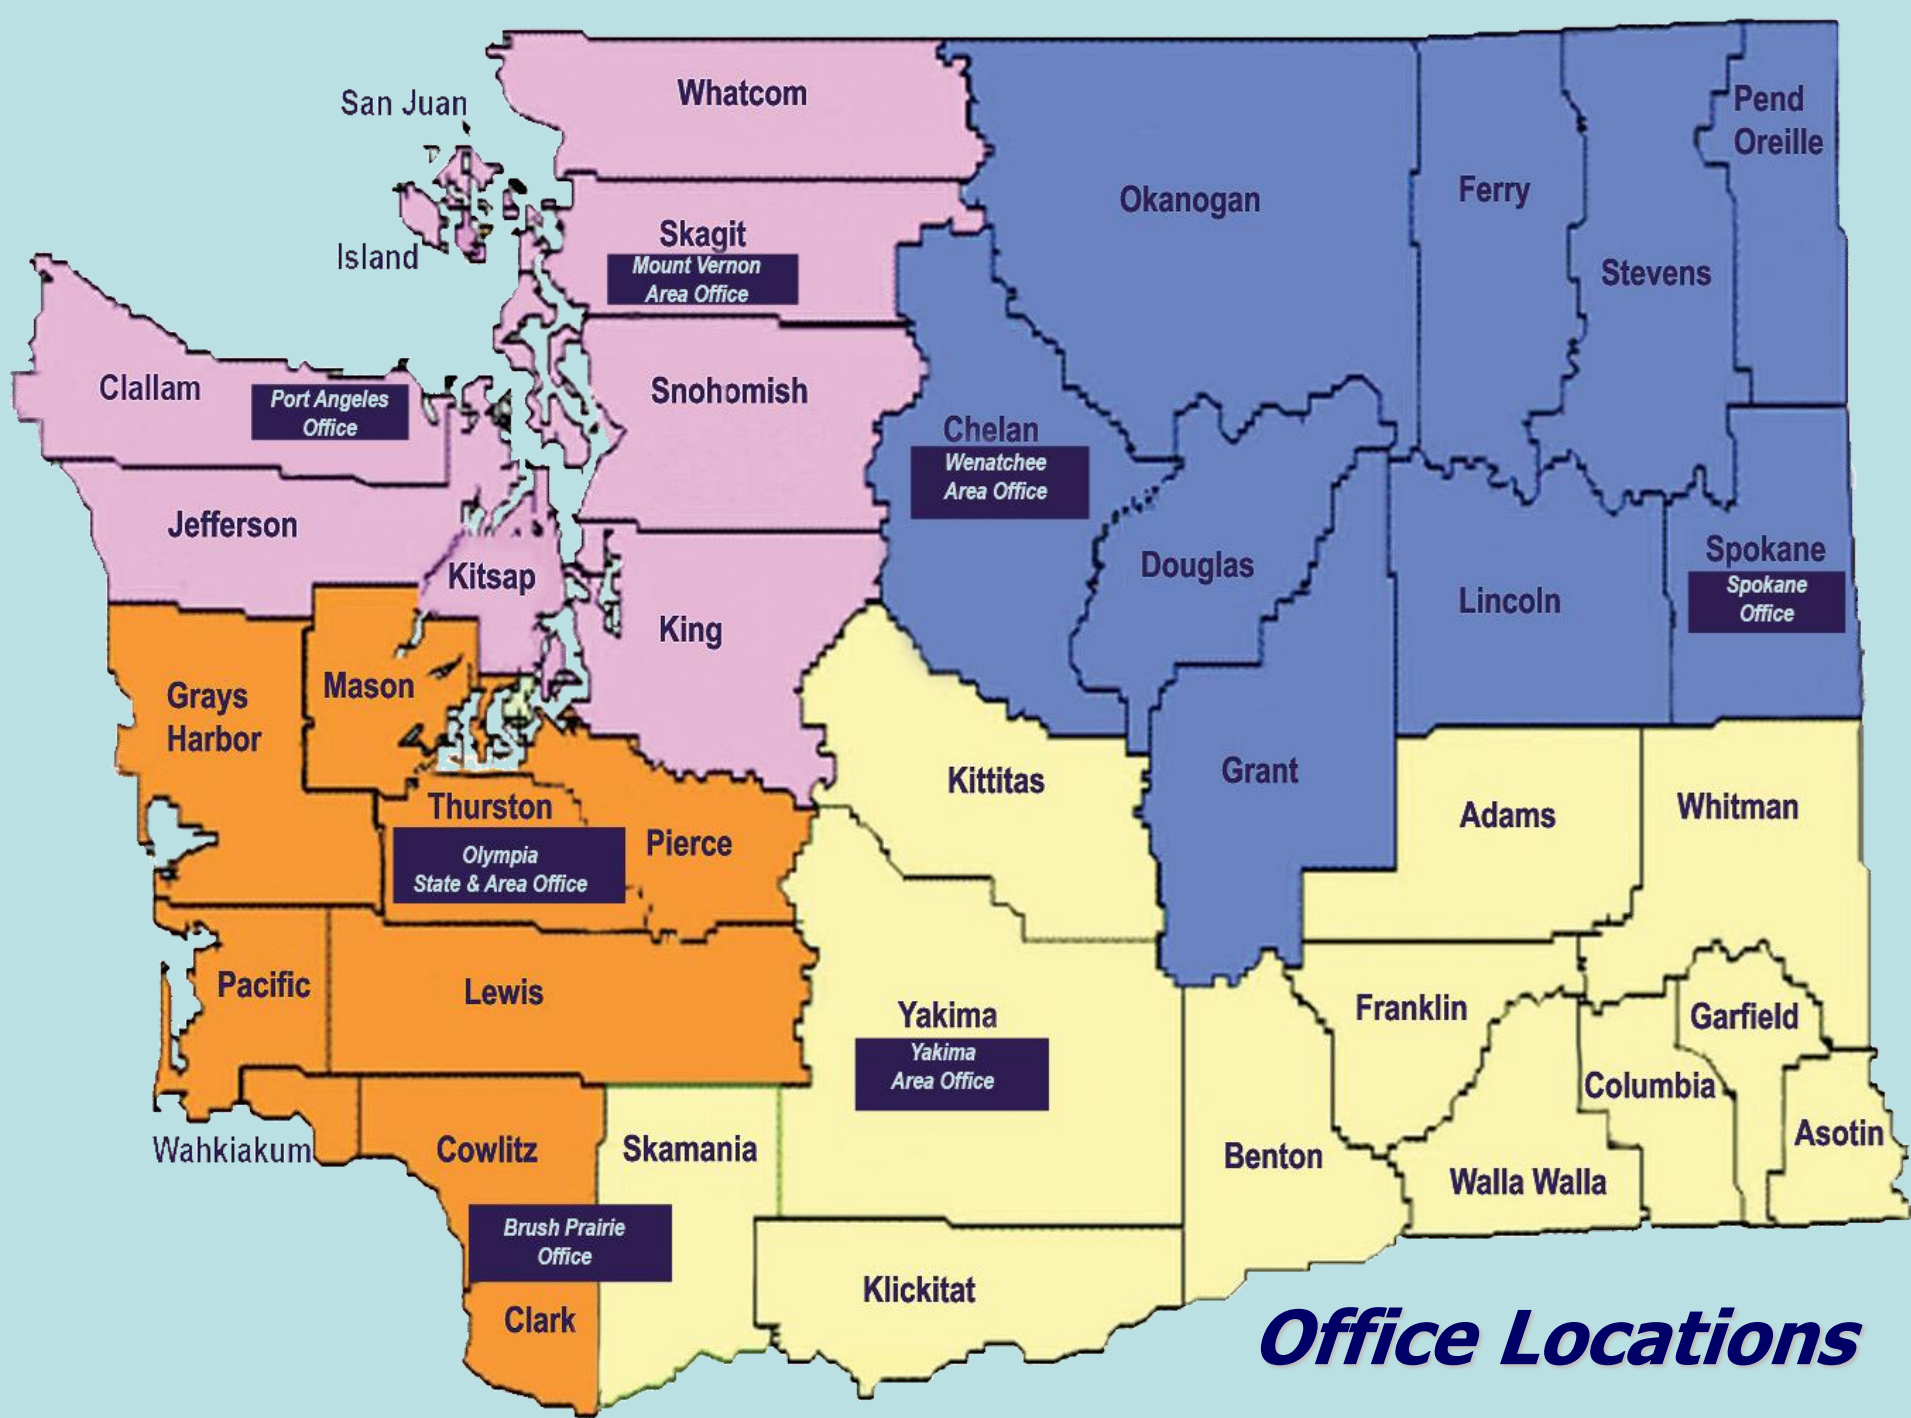 Whatcom
San Juan
Pend
Oreille
Okanogan
Ferry
Skagit
Mount Vernon
Area Office
Island
Stevens
Clallam
Port Angeles
Office
Snohomish
Chelan
Wenatchee
Area Office
Jefferson
Kitsap
Douglas
Lincoln
Spokane
Spokane
Office
King
Mason
Grays
Harbor
Kittitas
Grant
Thurston
Olympia
State & Area Office
Pierce
Adams
Whitman
Pacific
Lewis
Yakima
Yakima
Area Office
Franklin
Garfield
Columbia
Asotin
Wahkiakum
Cowlitz
Skamania
Benton
Walla Walla
Brush Prairie
Office
Klickitat
Clark
Office Locations